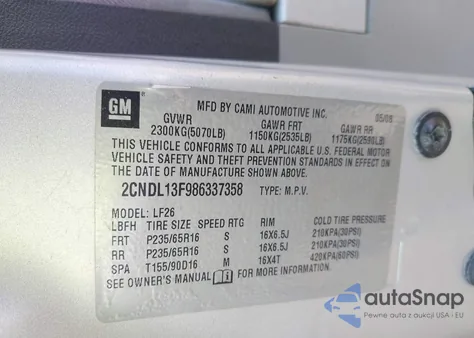 GM
MFD BY CAMI AUTOMOTIVE INC. 05/08
GVWR GAWR FRT GAWR RR
2300KG(5070LB) 1150KG(2535LB) 1175KG(2590LB)
THIS VEHICLE CONFORMS TO ALL APPLICABLE U.S. FEDERAL MOTOR
VEHICLE SAFETY AND THEFT PREVENTION STANDARDS IN EFFECT ON
THE DATE OF MANUFACTURE SHOWN ABOVE.
2CNDL13F986337358 TYPE: M.P.V.
MODEL: LF26
LBFH TIRE SIZE SPEED RTG RIM COLD TIRE PRESSURE
FRT P235/65R16 S 16X6.5J 210KPA(30PSI)
RR P235/65R16 S 16X6.5J 210KPA(30PSI)
SPA T155/90D16 M 16X4T 420KPA(60PSI)
SEE OWNER'S MANUAL FOR MORE INFORMATION
autoSnap
Pewne auta z aukcji USA - EU